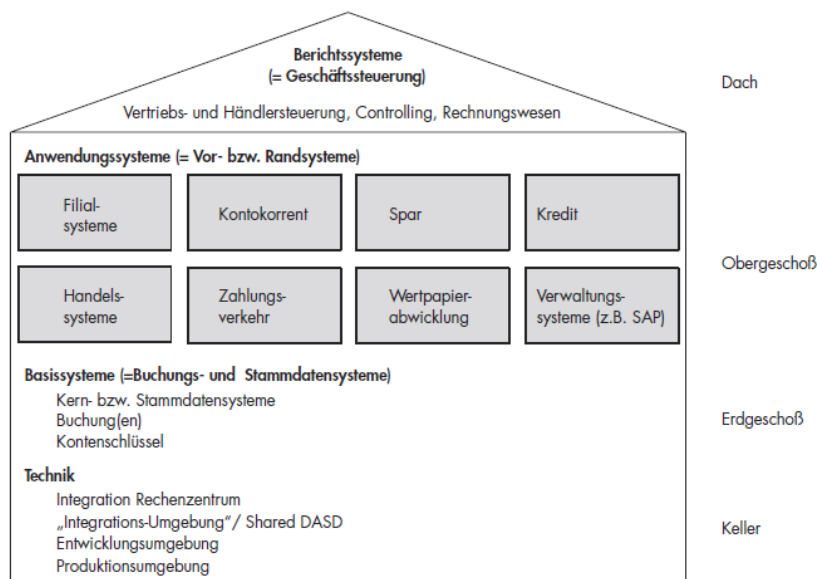 Berichtssysteme
(= Geschäftssteuerung)
Dach
Vertriebs- und Händlersteuerung, Controlling, Rechnungswesen
Anwendungssysteme (= Vor- bzw. Randsysteme)
Filial-
systeme
Kontokorrent
Spar
Kredit
Obergeschoß
Handels-
systeme
Zahlungs-
verkehr
Wertpapier-
abwicklung
Verwaltungs-
systeme (z.B. SAP)
Basissysteme (=Buchungs- und Stammdatensysteme)
Kern- bzw. Stammdatensysteme
Buchung(en)
Kontenschlüssel
Erdgeschoß
Technik
Integration Rechenzentrum
„Integrations-Umgebung“/ Shared DASD
Entwicklungsumgebung
Produktionsumgebung
Keller